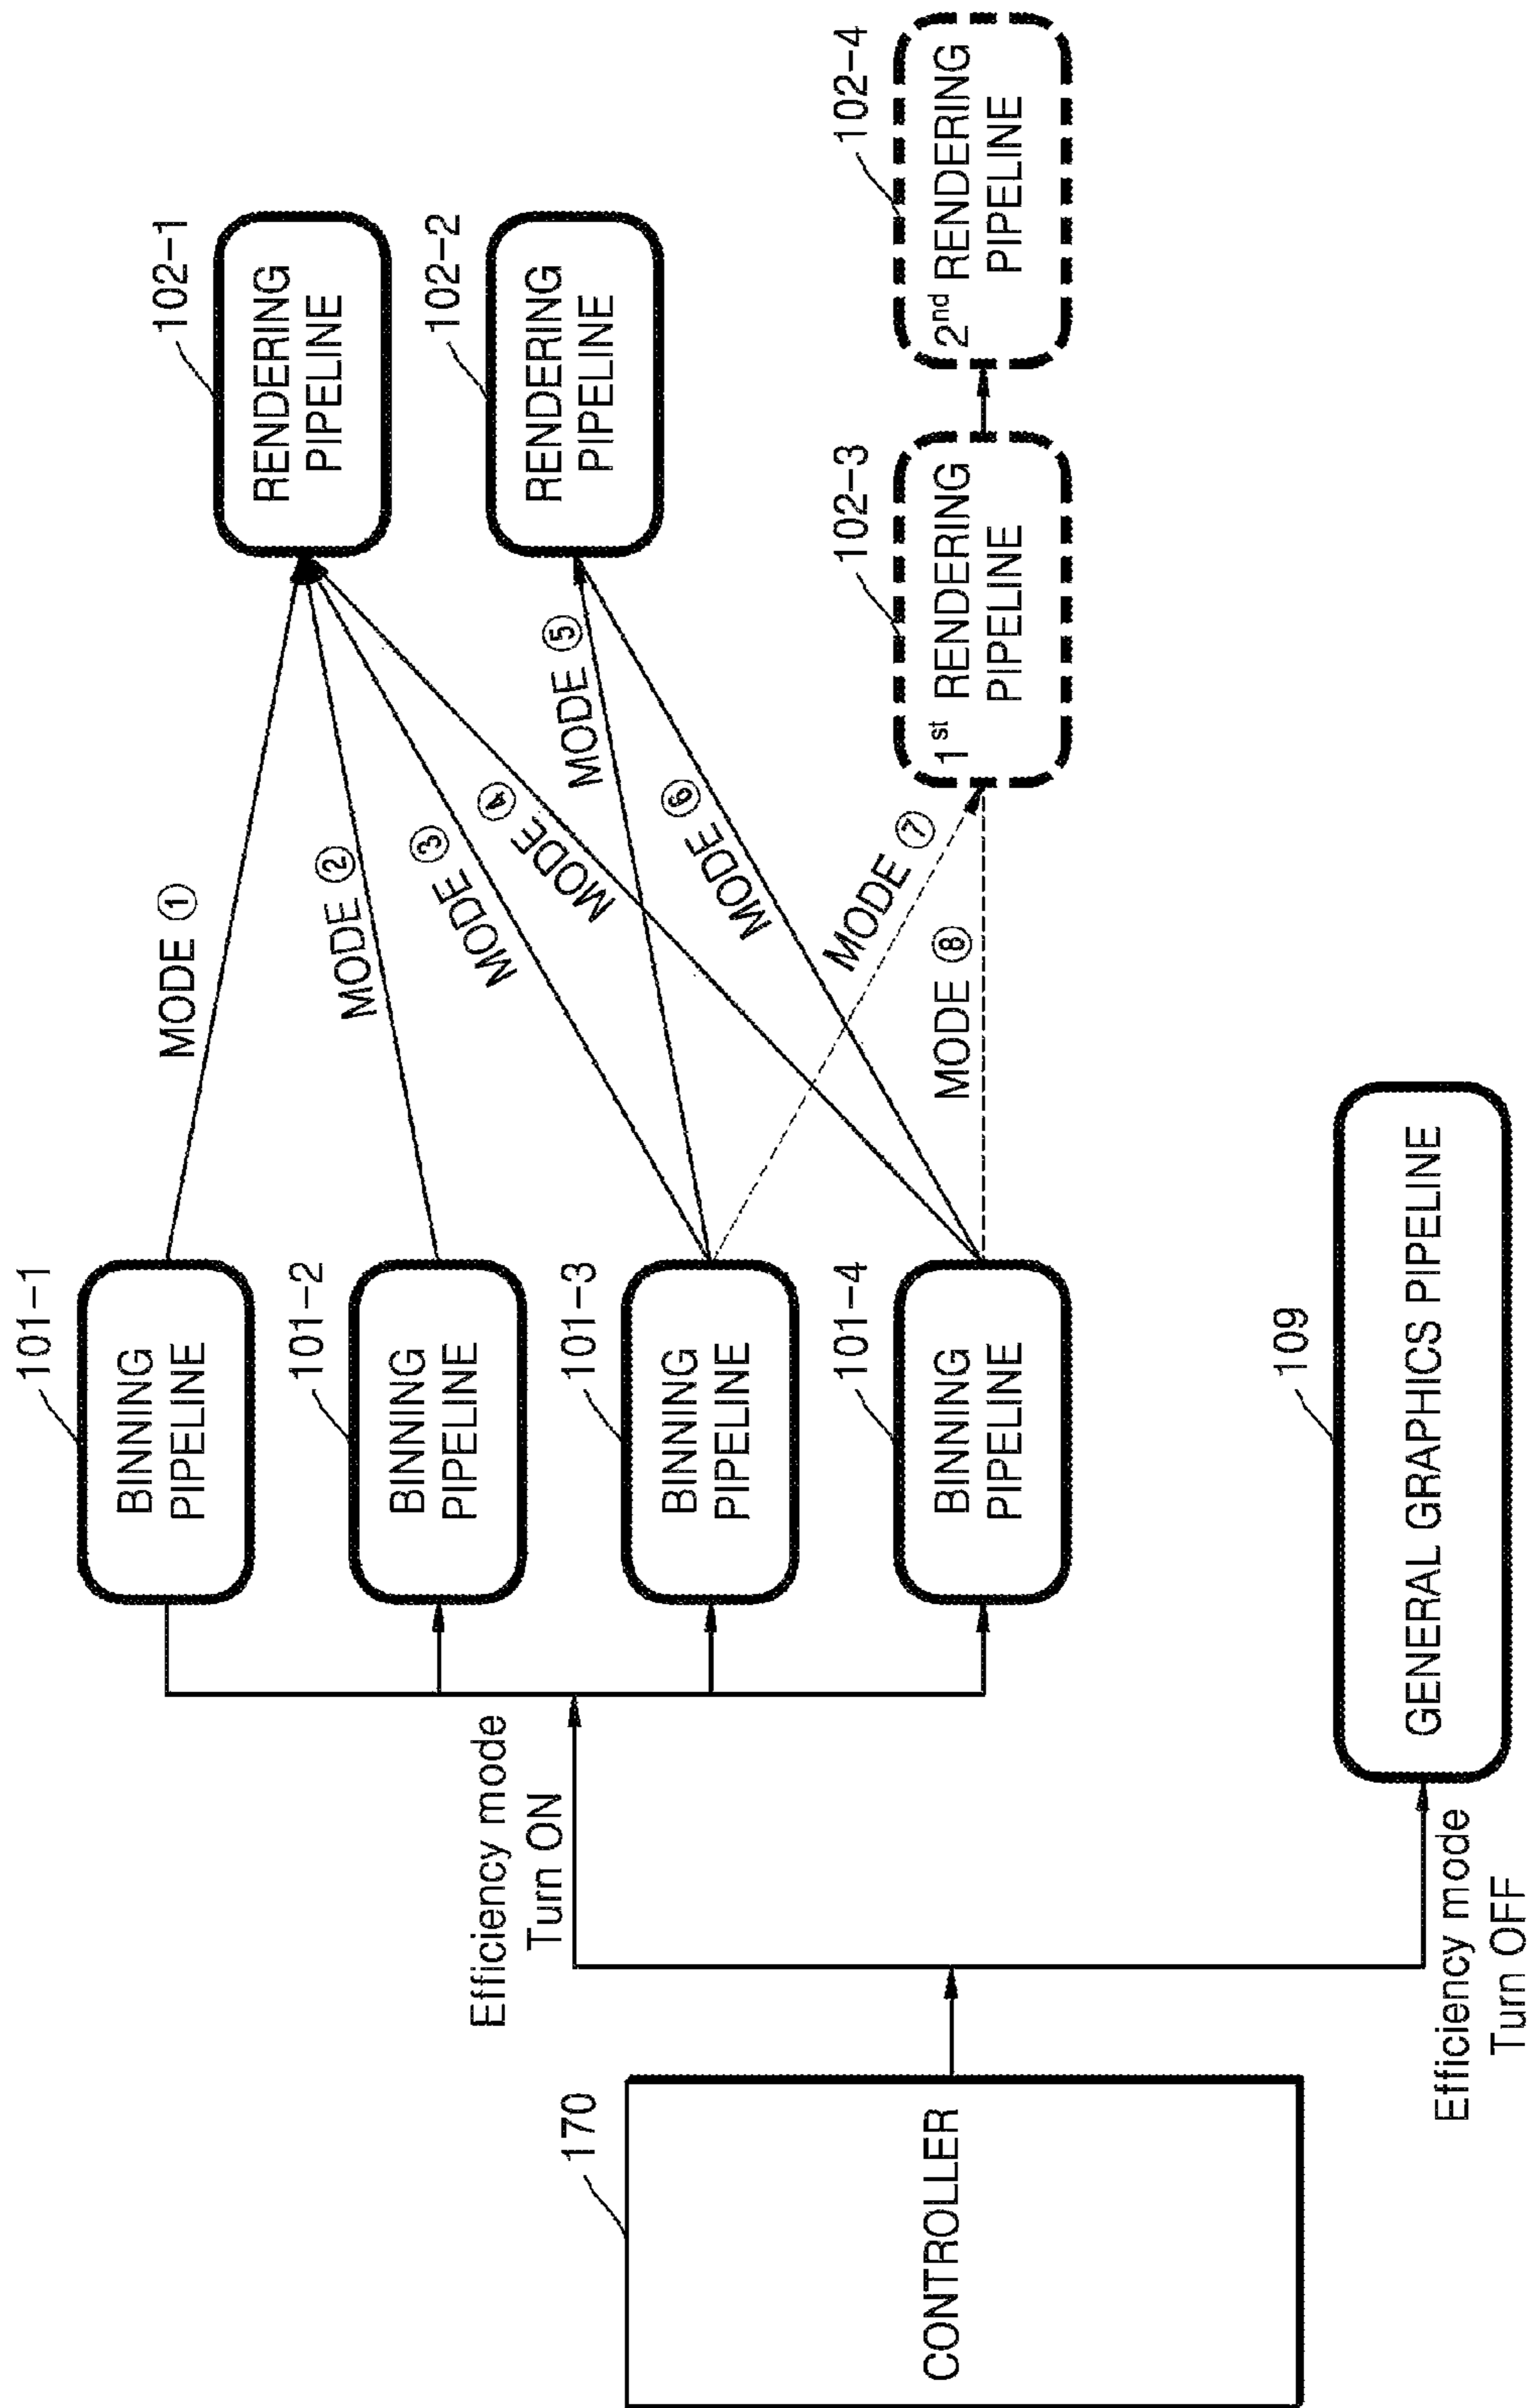 170
CONTROLLER
Efficiency mode
Turn ON
Efficiency mode
Turn OFF
101-1
BINNING
PIPELINE
101-2
BINNING
PIPELINE
101-3
BINNING
PIPELINE
101-4
BINNING
PIPELINE
109
GENERAL GRAPHICS PIPELINE
MODE ①
MODE ②
MODE ③
MODE ④
MODE ⑤
MODE ⑥
MODE ⑦
MODE ⑧
102-1
RENDERING
PIPELINE
102-2
RENDERING
PIPELINE
102-3
1st RENDERING
PIPELINE
102-4
2nd RENDERING
PIPELINE